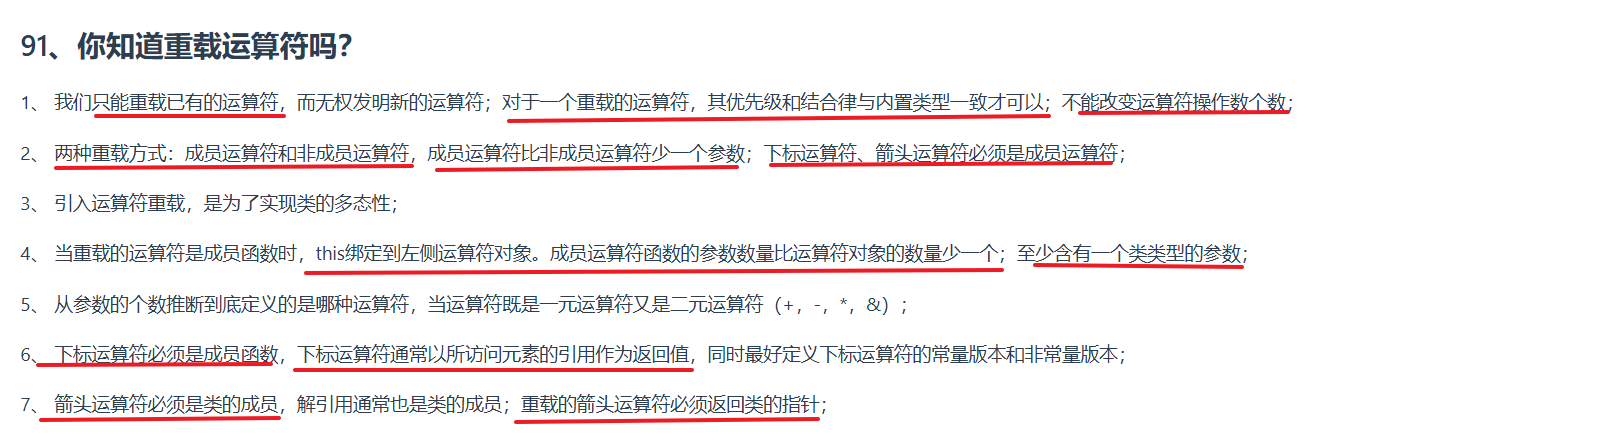 91、你知道重载运算符吗?
1、 我们只能重载已有的运算符，而无权发明新的运算符；对于一个重载的运算符，其优先级和结合律与内置类型一致才可以；不能改变运算符操作数个数；
2、 两种重载方式：成员运算符和非成员运算符，成员运算符比非成员运算符少一个参数；下标运算符、箭头运算符必须是成员运算符；
3、 引入运算符重载，是为了实现类的多态性；
4、 当重载的运算符是成员函数时，this绑定到左侧运算符对象。成员运算符函数的参数数量比运算符对象的数量少一个；至少含有一个类类型的参数；
5、 从参数的个数推断到底定义的是哪种运算符，当运算符既是一元运算符又是二元运算符（+，-，*，&）；
6、 下标运算符必须是成员函数，下标运算符通常以所访问元素的引用作为返回值，同时最好定义下标运算符的常量版本和非常量版本；
7、 箭头运算符必须是类的成员，解引用通常也是类的成员；重载的箭头运算符必须返回类的指针；